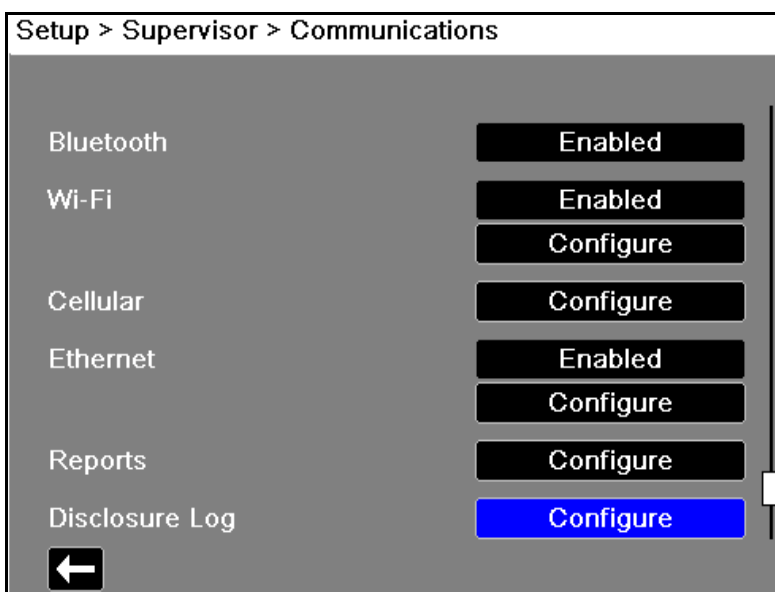 Setup > Supervisor > Communications
Bluetooth Enabled
Wi-Fi Enabled
Configure
Cellular Configure
Ethernet Enabled
Configure
Reports Configure
Disclosure Log Configure